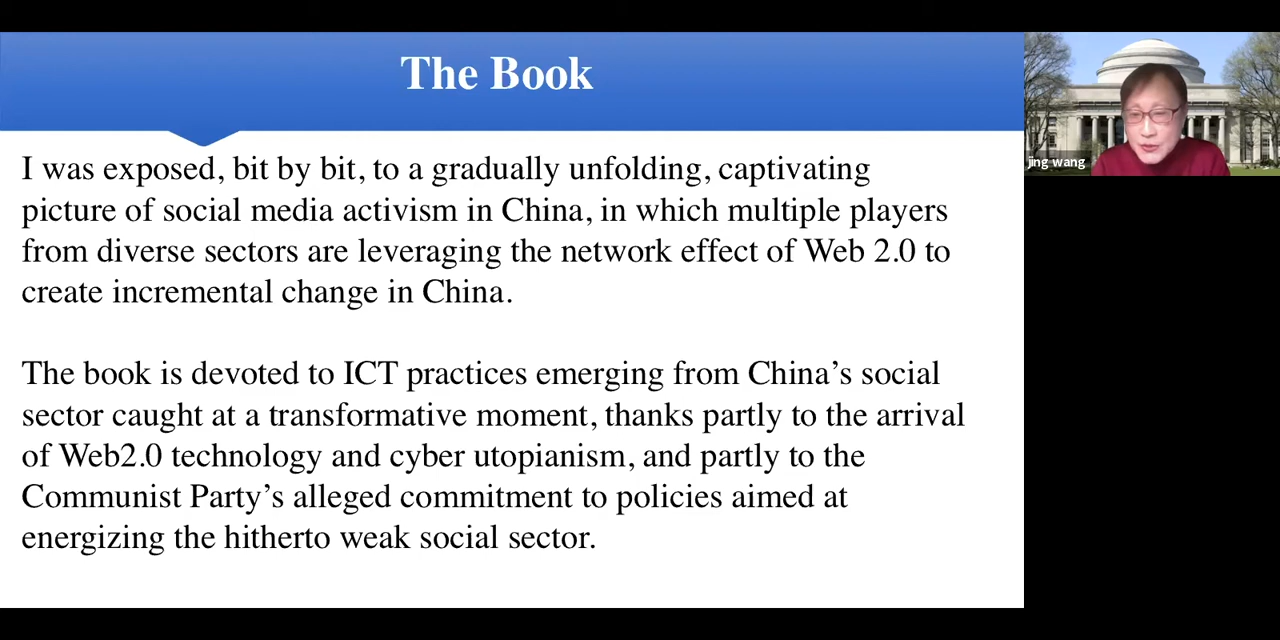 The Book
I was exposed, bit by bit, to a gradually unfolding, captivating
picture of social media activism in China, in which multiple players
from diverse sectors are leveraging the network effect of Web 2.0 to
create incremental change in China.
The book is devoted to ICT practices emerging from China’s social
sector caught at a transformative moment, thanks partly to the arrival
of Web2.0 technology and cyber utopianism, and partly to the
Communist Party’s alleged commitment to policies aimed at
energizing the hitherto weak social sector.
jing wang